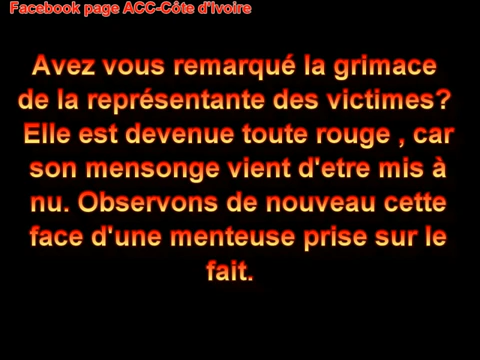 Facebook page ACC-Côte d'Ivoire
Avez vous remarqué la grimace
de la représentante des victimes?
Elle est devenue toute rouge , car
son mensonge vient d'etre mis à
nu. Observons de nouveau cette
face d'une menteuse prise sur le
fait.